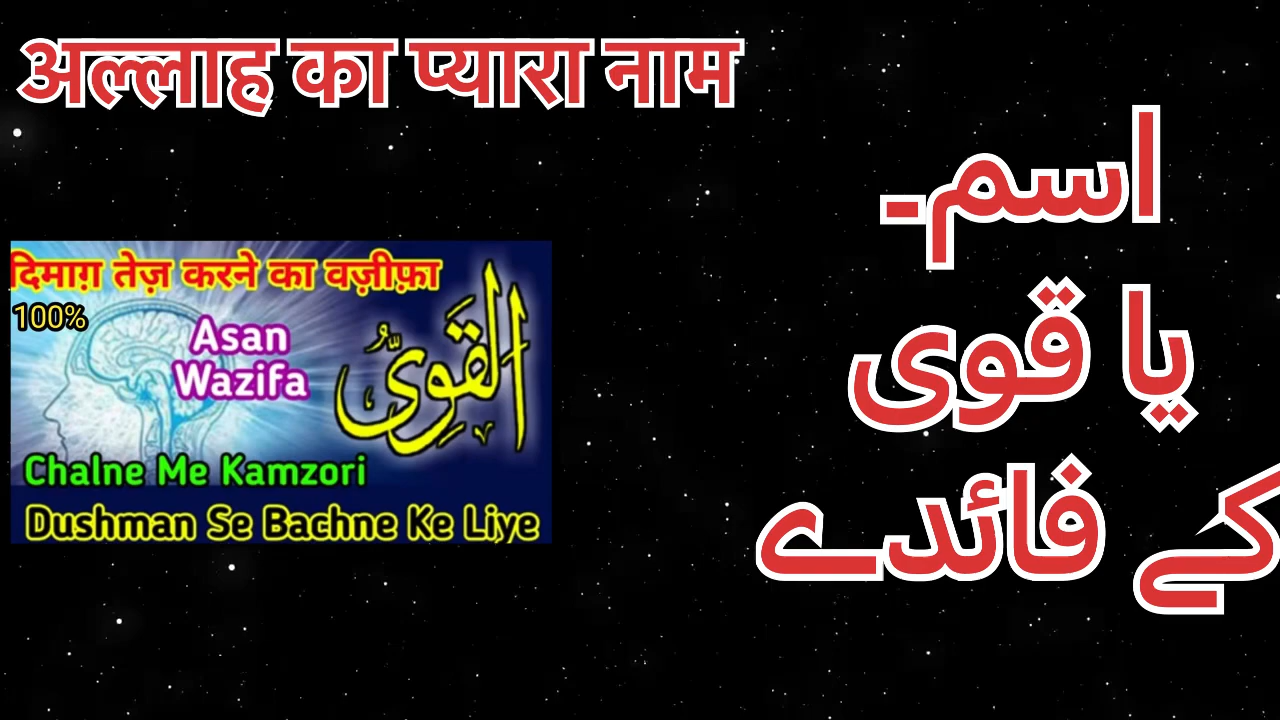 अल्लाह का प्यारा नाम
اسم۔
یا قوی
کے فائدے
दिमाग़ तेज़ करने का वज़ीफ़ा
100%
Asan
Wazifa
القوىُّ
Chalne Me Kamzori
Dushman Se Bachne Ke Liye